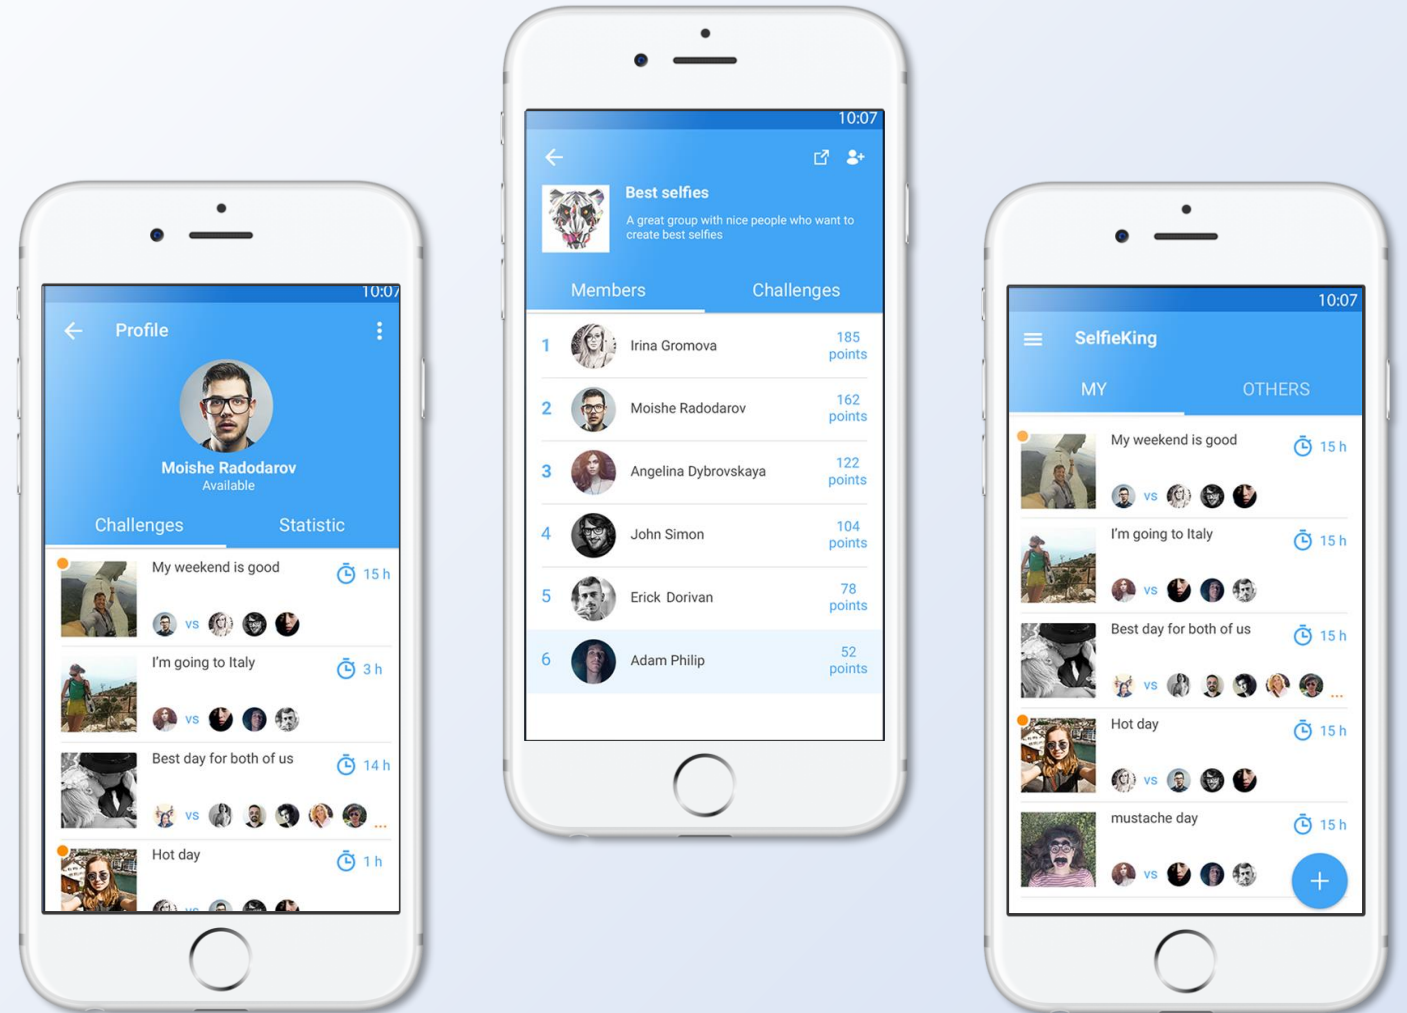 10:07
Profile
Moishe Radodarov
Available
Challenges
Statistic
My weekend is good
15 h
vs
I'm going to Italy
3 h
vs
Best day for both of us
14 h
vs
...
Hot day
1 h
vs
10:07
Best selfies
A great group with nice people who want to
create best selfies
Members
Challenges
1
Irina Gromova
185
points
2
Moishe Radodarov
162
points
3
Angelina Dybrovskaya
122
points
4
John Simon
104
points
5
Erick Dorivan
78
points
6
Adam Philip
52
points
10:07
SelfieKing
MY
OTHERS
My weekend is good
15 h
vs
I'm going to Italy
15 h
vs
Best day for both of us
15 h
vs
...
Hot day
15 h
vs
mustache day
15 h
vs
+